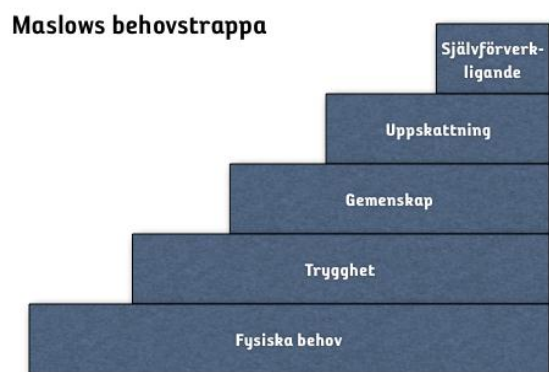 Maslows behovstrappa
Självförverk-
ligande
Uppskattning
Gemenskap
Trygghet
Fysiska behov